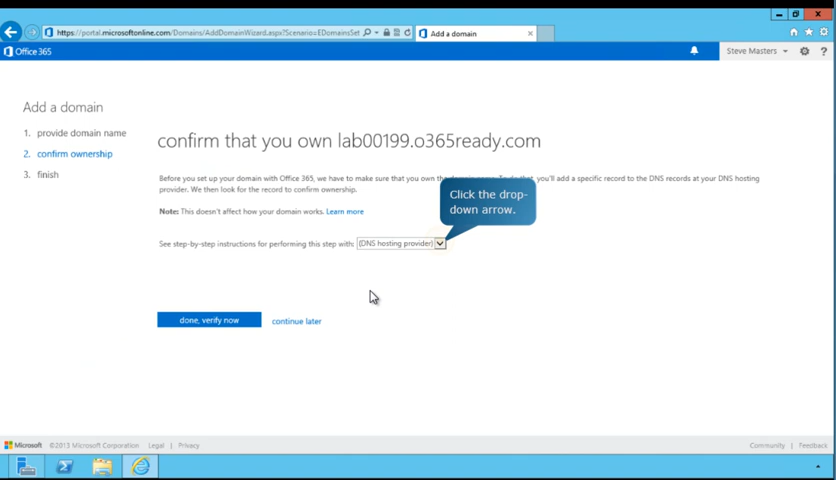 https://portal.microsoftonline.com/Domains/AddDomainWizard.aspx?Scenario=EDomainsSet
Add a domain
Office 365
Steve Masters
?
Add a domain
1. provide domain name
2. confirm ownership
3. finish
confirm that you own lab00199.o365ready.com
Before you set up your domain with Office 365, we have to make sure that you own the you'll add a specific record to the DNS records at your DNS hosting
provider. We then look for the record to confirm ownership.
Note: This doesn't affect how your domain works. Learn more
Click the drop-
down arrow.
See step-by-step instructions for performing this step with: (DNS hosting provider)
done, verify now
continue later
Microsoft ©2013 Microsoft Corporation Legal Privacy
Community Feedback